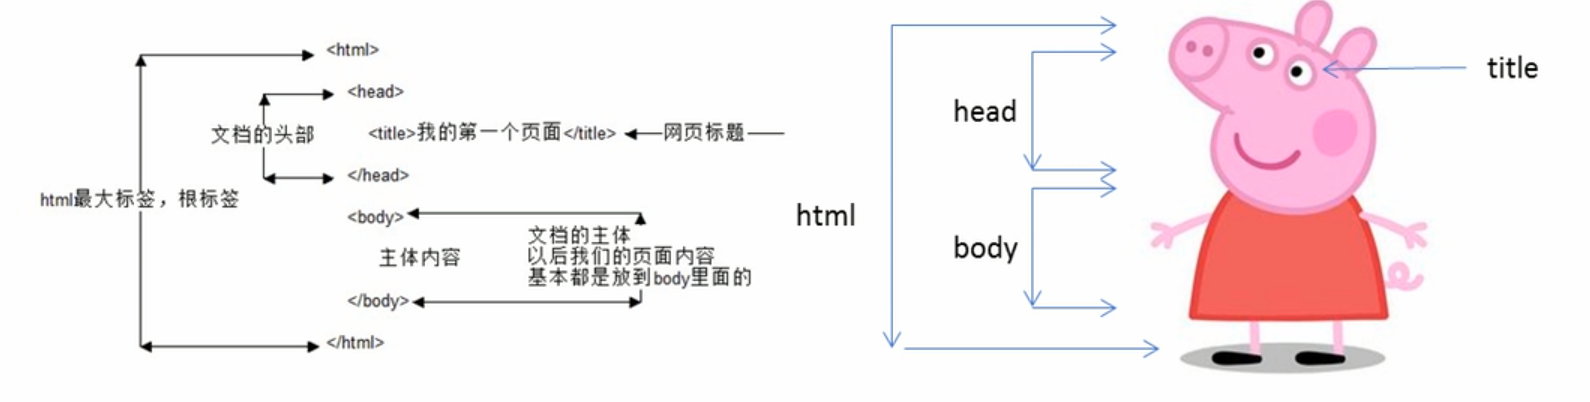 <html>
<head>
文档的头部
<title>我的第一个页面</title>
网页标题
</head>
html最大标签，根标签
<body>
文档的主体
主体内容
以后我们的页面内容
基本都是放到body里面的
</body>
</html>
title
head
html
body